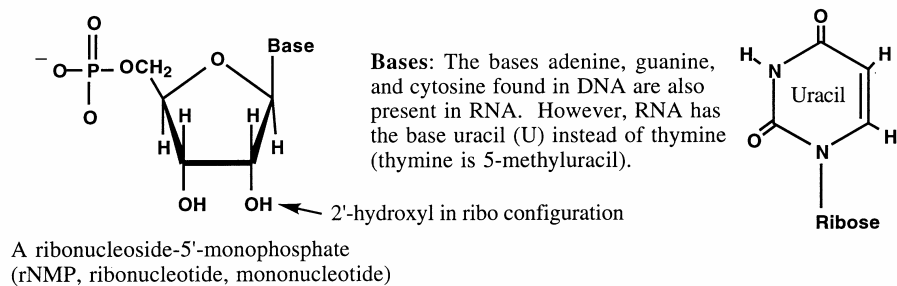 O
⁻O–P–OCH₂
O
O
Base
H
H
H
H
OH
OH
2'-hydroxyl in ribo configuration
A ribonucleoside-5'-monophosphate
(rNMP, ribonucleotide, mononucleotide)
Bases: The bases adenine, guanine,
and cytosine found in DNA are also
present in RNA. However, RNA has
the base uracil (U) instead of thymine
(thymine is 5-methyluracil).
O
H
N
H
Uracil
O
N
H
Ribose